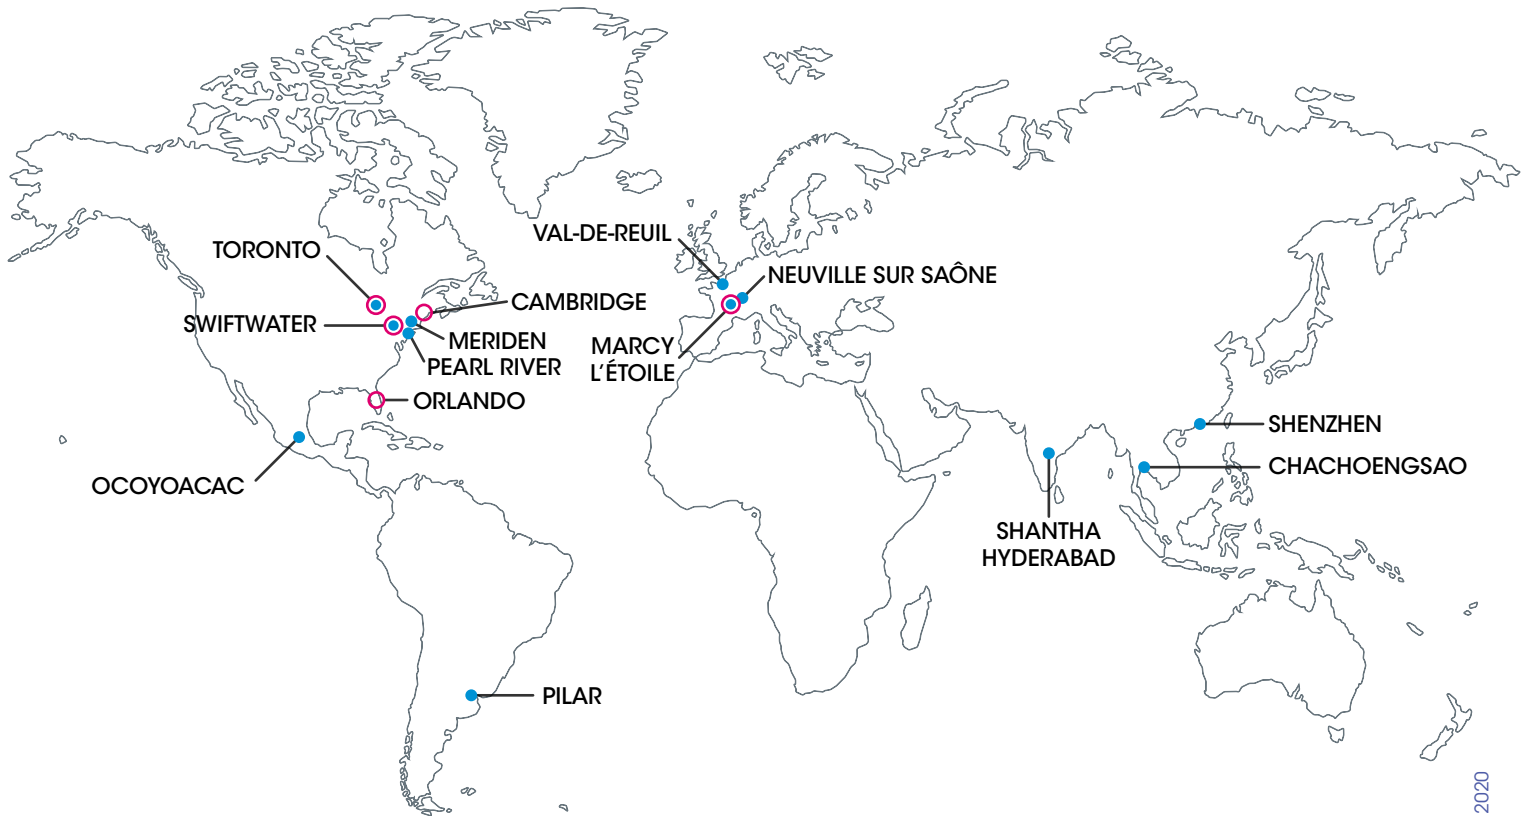 VAL-DE-REUIL
TORONTO
NEUVILLE SUR SAÔNE
CAMBRIDGE
SWIFTWATER
MERIDEN
MARCY
L'ÉTOILE
PEARL RIVER
ORLANDO
SHENZHEN
CHACHOENGSAO
OCOYOACAC
SHANTHA
HYDERABAD
PILAR
2020